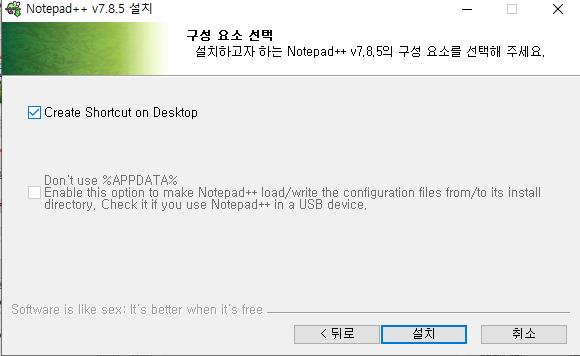 Notepad++ v7.8.5 설치
구성 요소 선택
설치하고자 하는 Notepad++ v7.8.5의 구성 요소를 선택해 주세요.
Create Shortcut on Desktop
Don't use %APPDATA%
Enable this option to make Notepad++ load/write the configuration files from/to its install
directory. Check it if you use Notepad++ in a USB device.
Software is like sex: It's better when it's free
< 뒤로
설치
취소